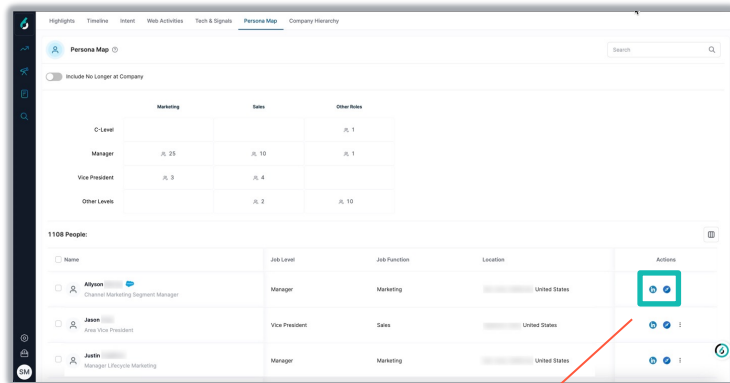 Highlights Timeline Intent Web Activities Tech & Signals Persona Map Company Hierarchy
Persona Map
Search
Include No Longer at Company
Marketing Sales Other Roles
C-Level 1
Manager 25 10 1
Vice President 3 4
Other Levels 2 10
1108 People:
Name Job Level Job Function Location Actions
Allyson
Channel Marketing Segment Manager Manager Marketing United States in
Jason
Area Vice President Vice President Sales United States in
Justin
Manager Lifecycle Marketing Manager Marketing United States in
SM